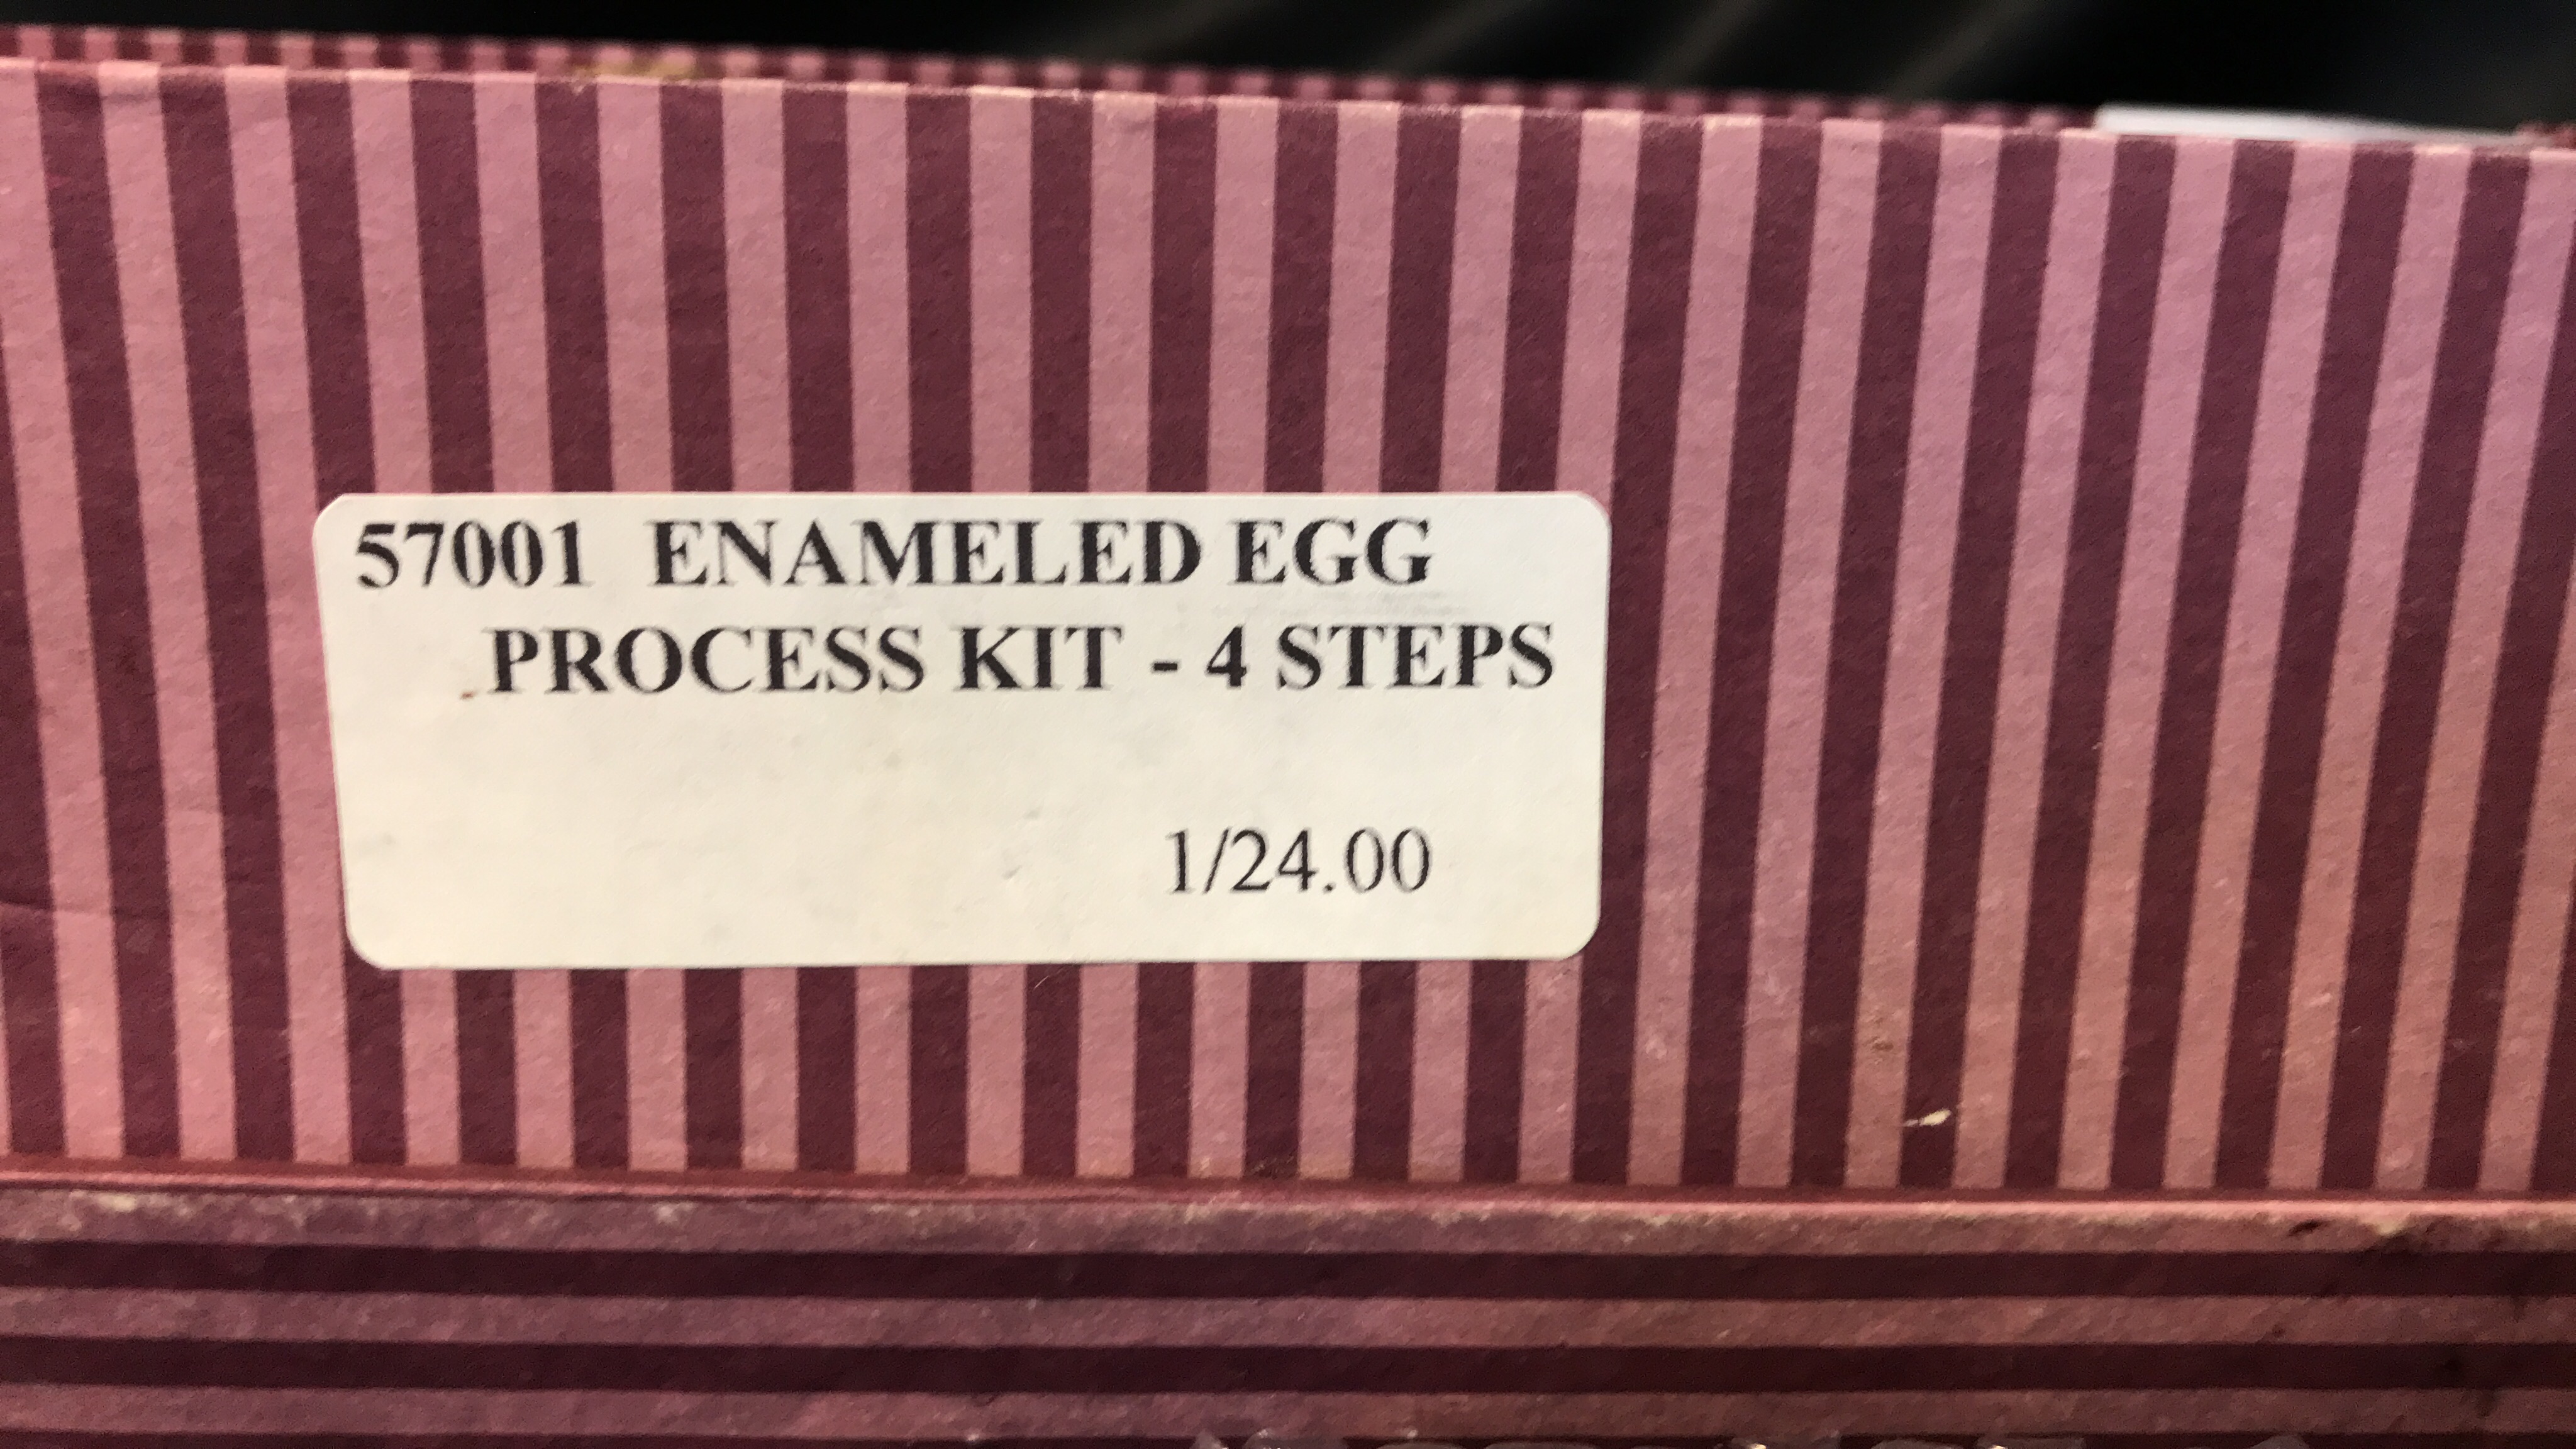 57001 ENAMELED EGG
PROCESS KIT - 4 STEPS
1/24.00